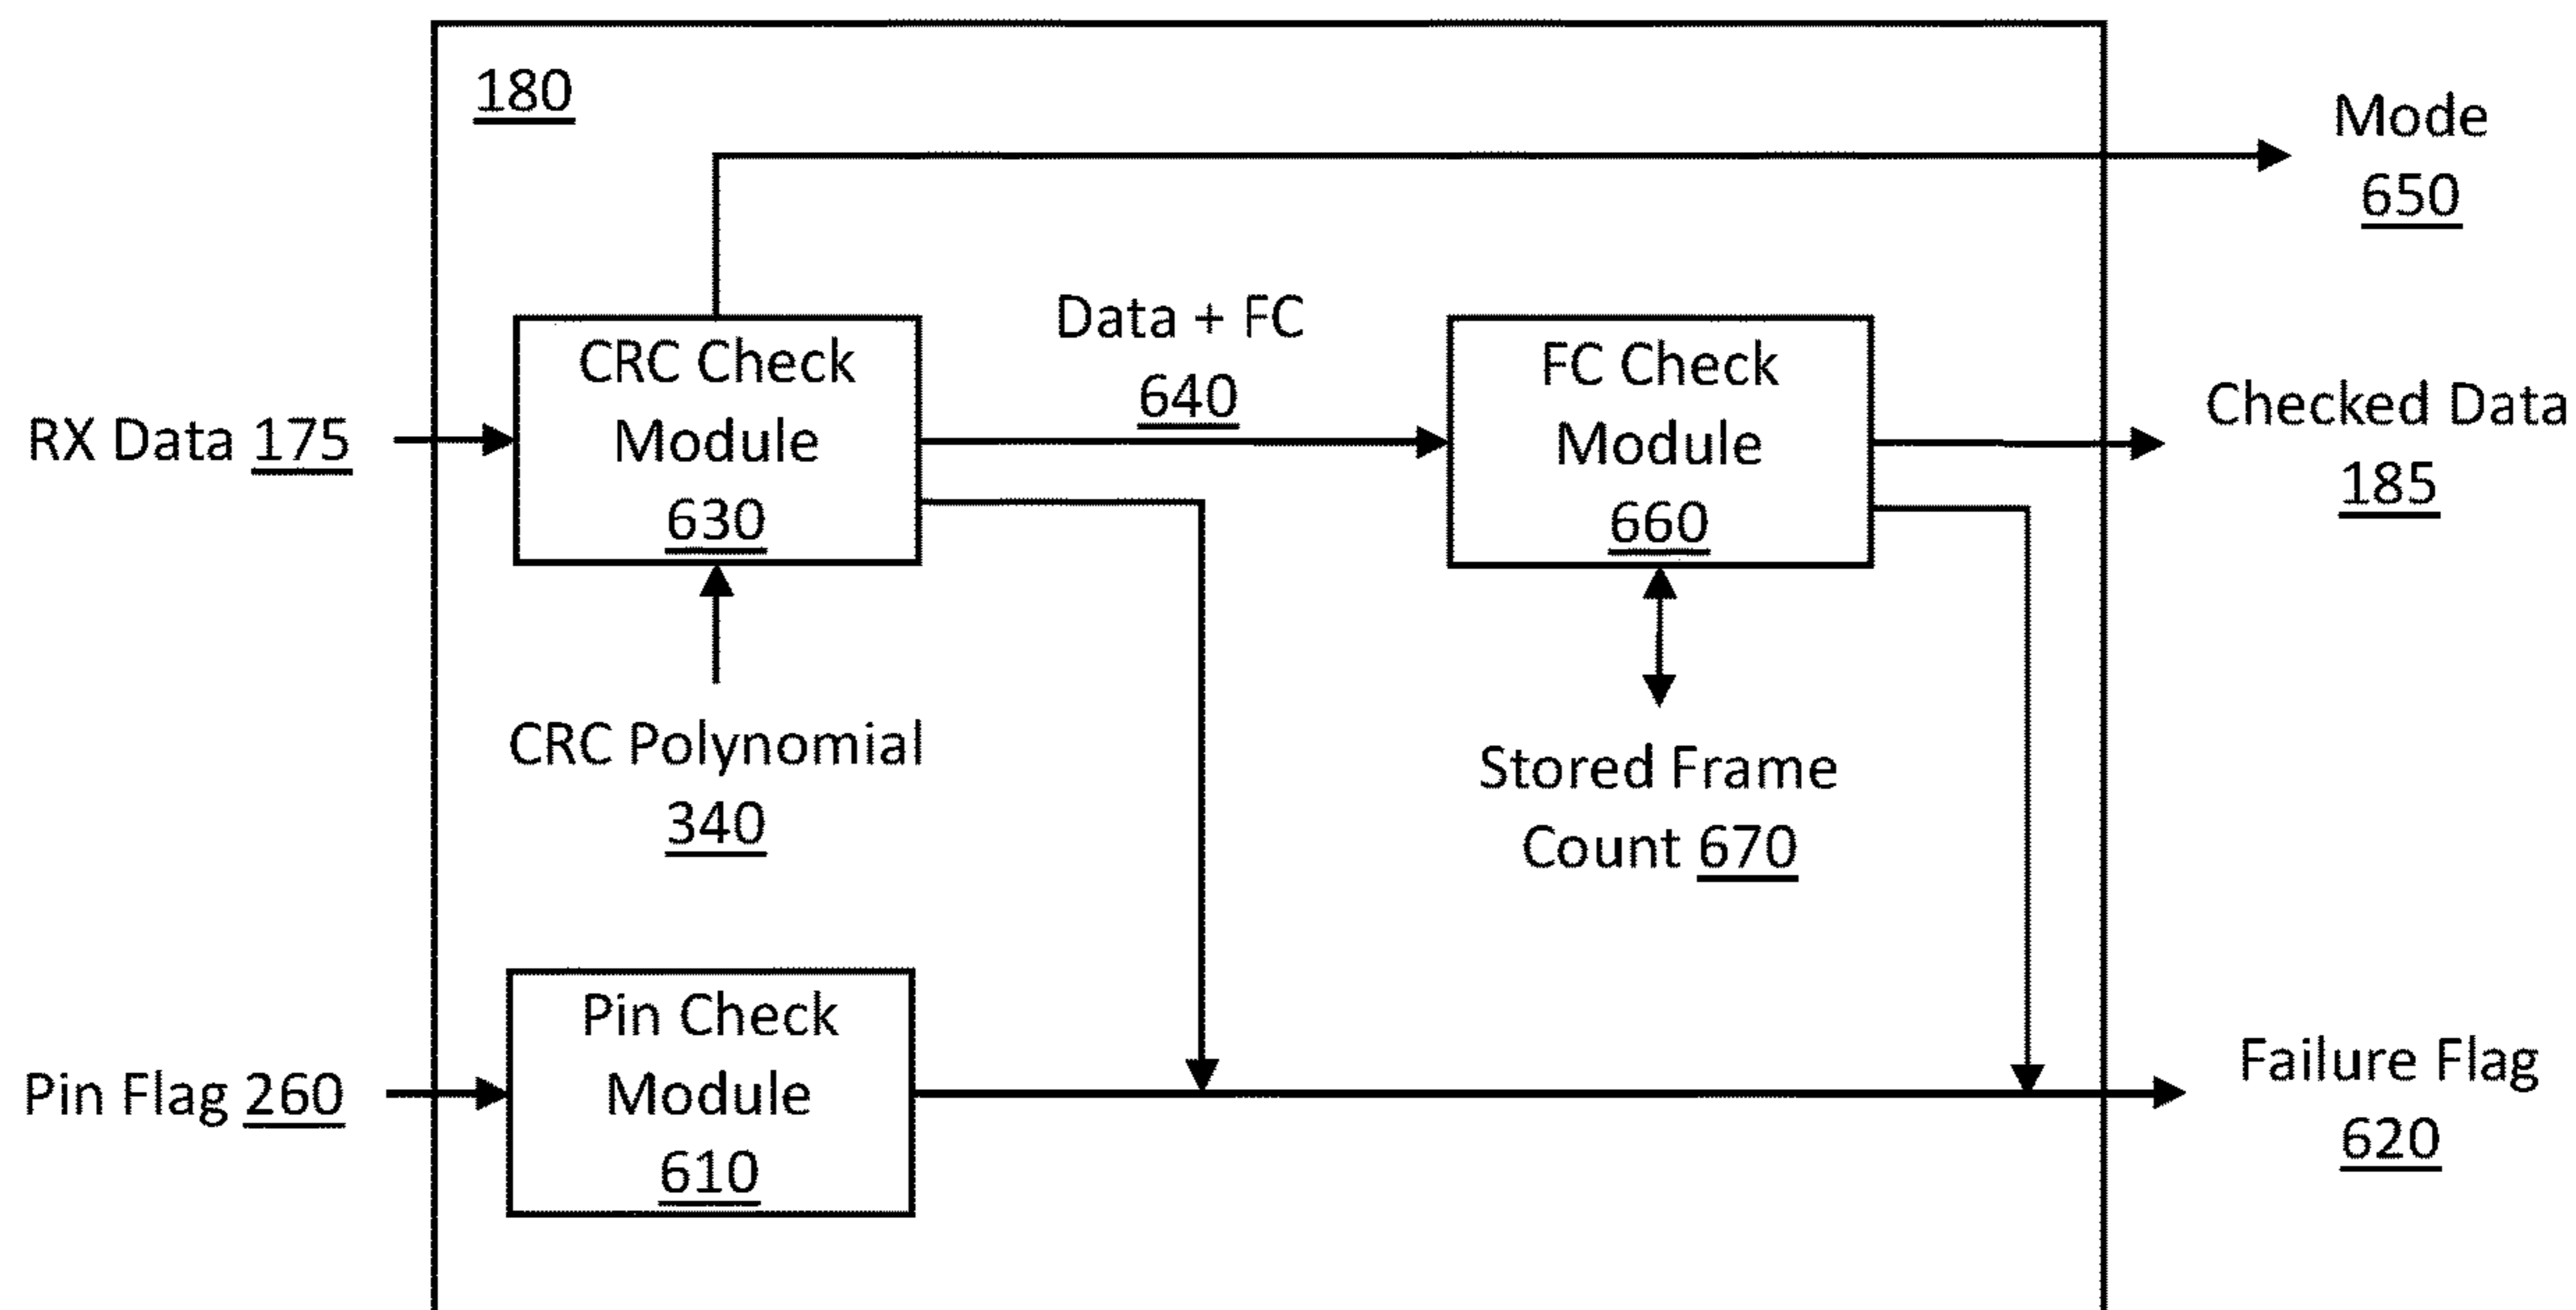 180
Mode
650
Data + FC
640
CRC Check
Module
630
FC Check
Module
660
RX Data 175
Checked Data
185
CRC Polynomial
340
Stored Frame
Count 670
Pin Check
Module
610
Pin Flag 260
Failure Flag
620